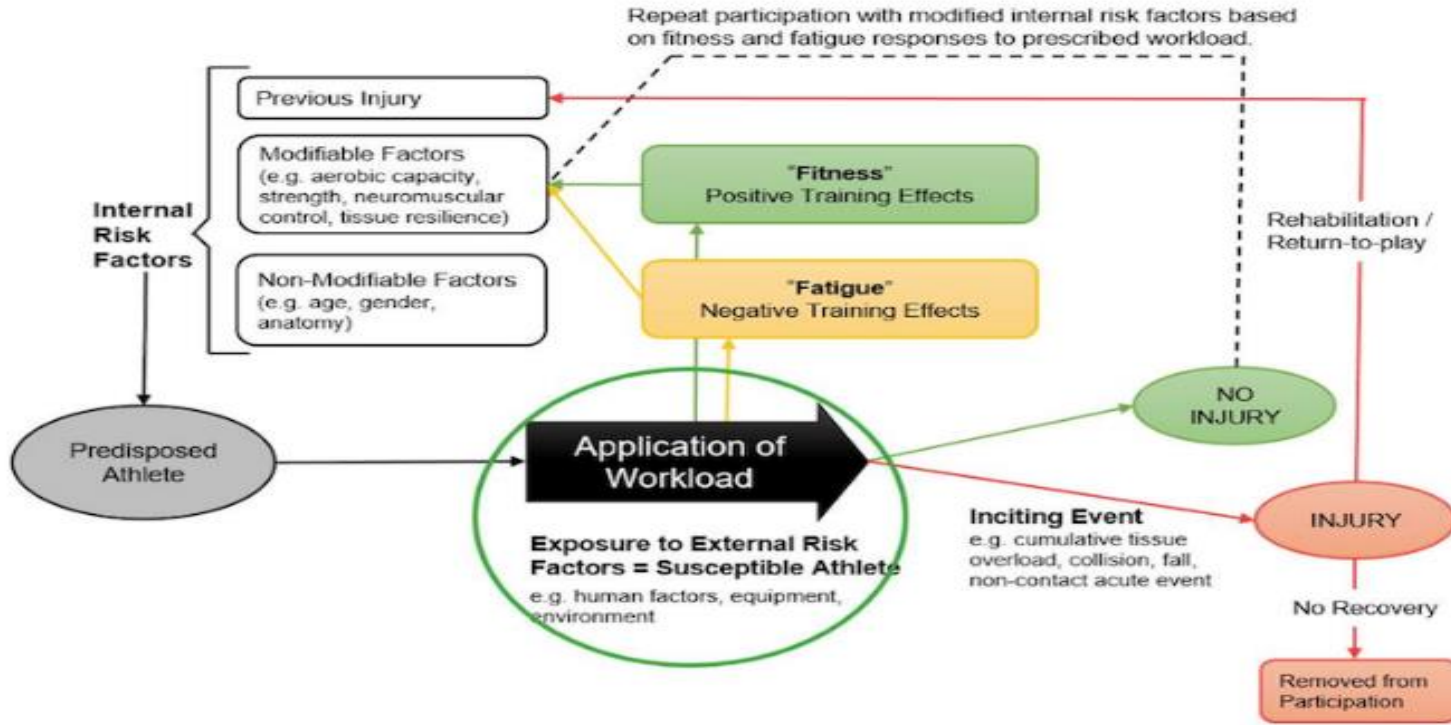 Repeat participation with modified internal risk factors based
on fitness and fatigue responses to prescribed workload.
Previous Injury
Modifiable Factors
(e.g. aerobic capacity,
strength, neuromuscular
control, tissue resilience)
Internal
Risk
Factors
Non-Modifiable Factors
(e.g. age, gender,
anatomy)
"Fitness"
Positive Training Effects
"Fatigue"
Negative Training Effects
Rehabilitation /
Return-to-play
Predisposed
Athlete
Application of
Workload
Exposure to External Risk
Factors = Susceptible Athlete
e.g. human factors, equipment,
environment
NO
INJURY
Inciting Event
e.g. cumulative tissue
overload, collision, fall,
non-contact acute event
INJURY
No Recovery
Removed from
Participation